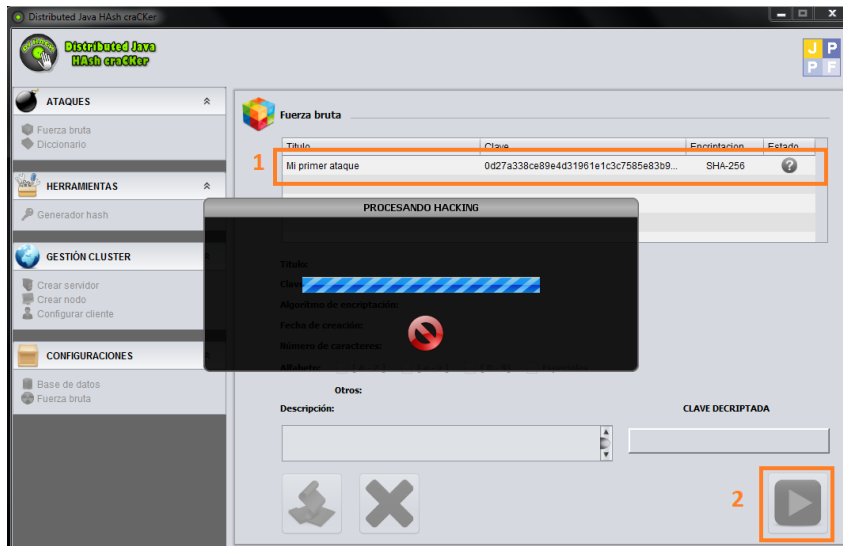 Distributed Java HAsh craCKer
Distributed Java
HAsh craCKer
J P
P F
ATAQUES
Fuerza bruta
Diccionario
HERRAMIENTAS
Generador hash
GESTIÓN CLUSTER
Crear servidor
Crear nodo
Configurar cliente
CONFIGURACIONES
Base de datos
Fuerza bruta
Fuerza bruta
Titulo Clave Encriptacion Estado
1 Mi primer ataque 0d27a338ce89e4d31961e1c3c7585e83b9... SHA-256
PROCESANDO HACKING
Titulo:
Clave
Algoritmo de encriptación:
Fecha de creación:
Número de caracteres:
Alfabeto:
Otros:
Descripción:
CLAVE DECRIPTADA
2